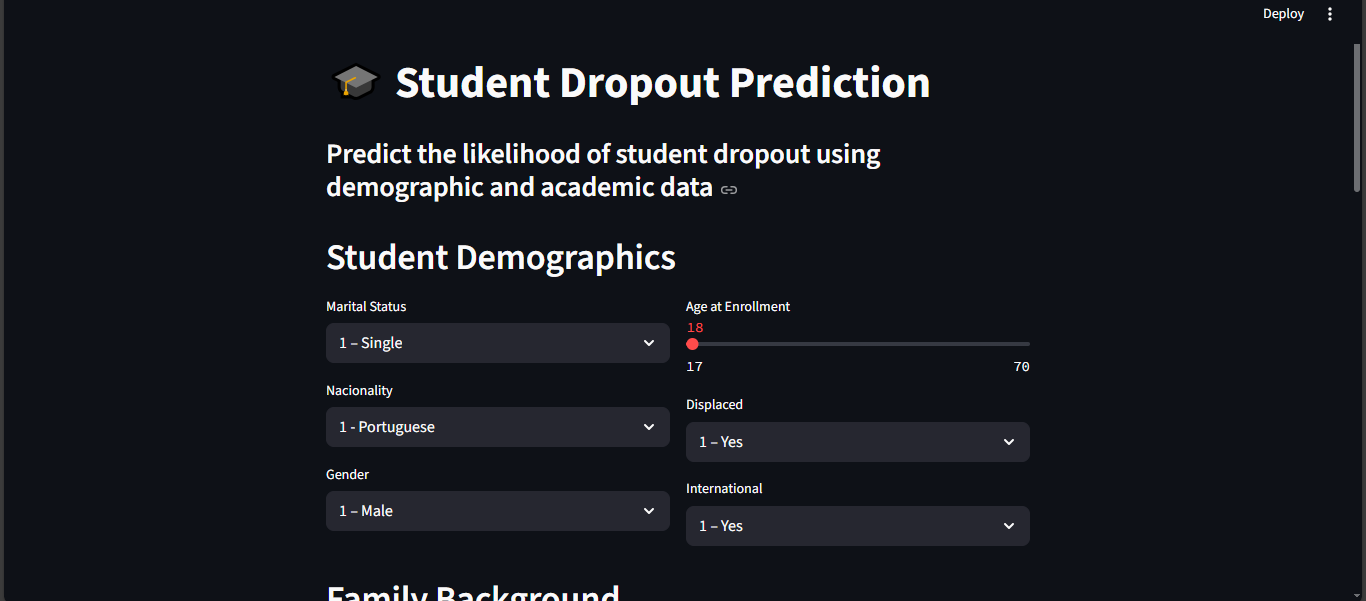 Deploy
Student Dropout Prediction
Predict the likelihood of student dropout using
demographic and academic data
Student Demographics
Marital Status
1 – Single
Nacionality
1 - Portuguese
Gender
1 – Male
Age at Enrollment
18
17 70
Displaced
1 – Yes
International
1 – Yes
Family Background